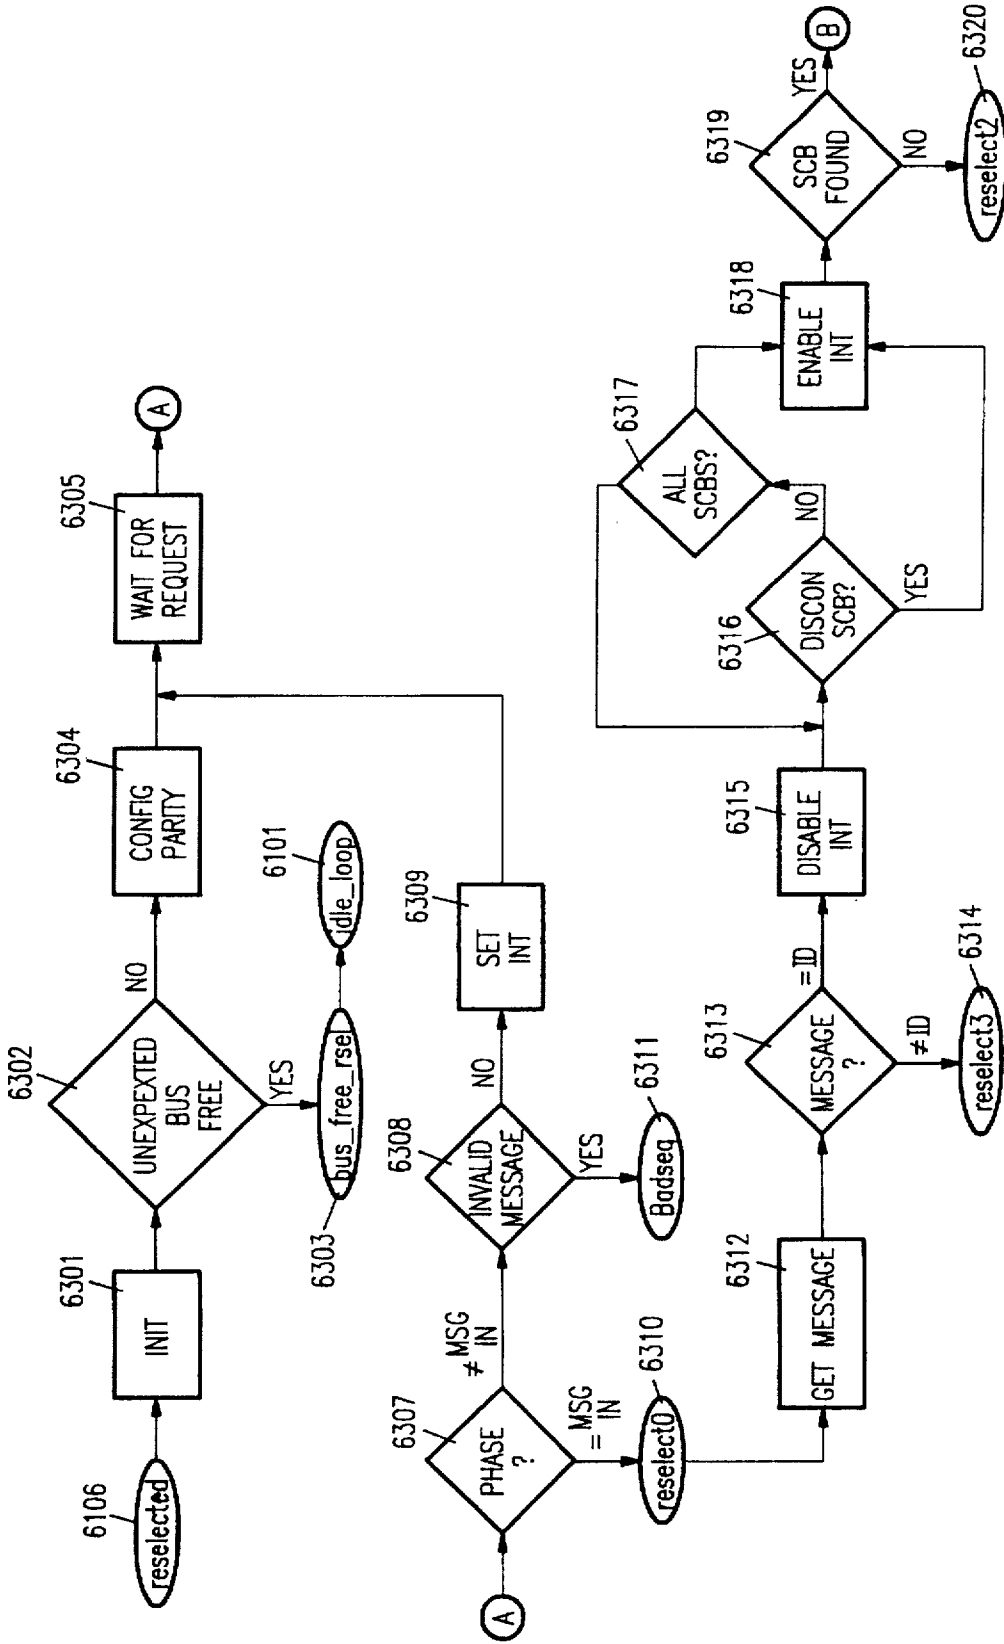 6106
reselected
6301
INIT
6302
UNEXPEXTED
BUS
FREE
NO
YES
6303
bus_free_rsel
6101
idle_loop
6304
CONFIG
PARITY
6305
WAIT FOR
REQUEST
A
A
6307
PHASE
?
≠ MSG
IN
= MSG
IN
6310
reselect0
6308
INVALID
MESSAGE
NO
YES
6311
Badseq
6309
SET
INT
6312
GET MESSAGE
6313
MESSAGE
?
=ID
≠ID
6314
reselect3
6315
DISABLE
INT
6316
DISCON
SCB?
NO
YES
6317
ALL
SCBS?
6318
ENABLE
INT
6319
SCB
FOUND
YES
B
NO
6320
reselect2